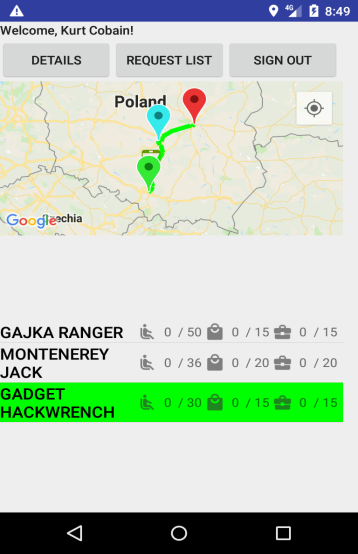 4G 8:49
Welcome, Kurt Cobain!
DETAILS REQUEST LIST SIGN OUT
Poland
Google
GAJKA RANGER 0 / 50 0 / 15 0 / 15
MONTENEREY
JACK 0 / 36 0 / 20 0 / 20
GADGET
HACKWRENCH 0 / 30 0 / 15 0 / 15